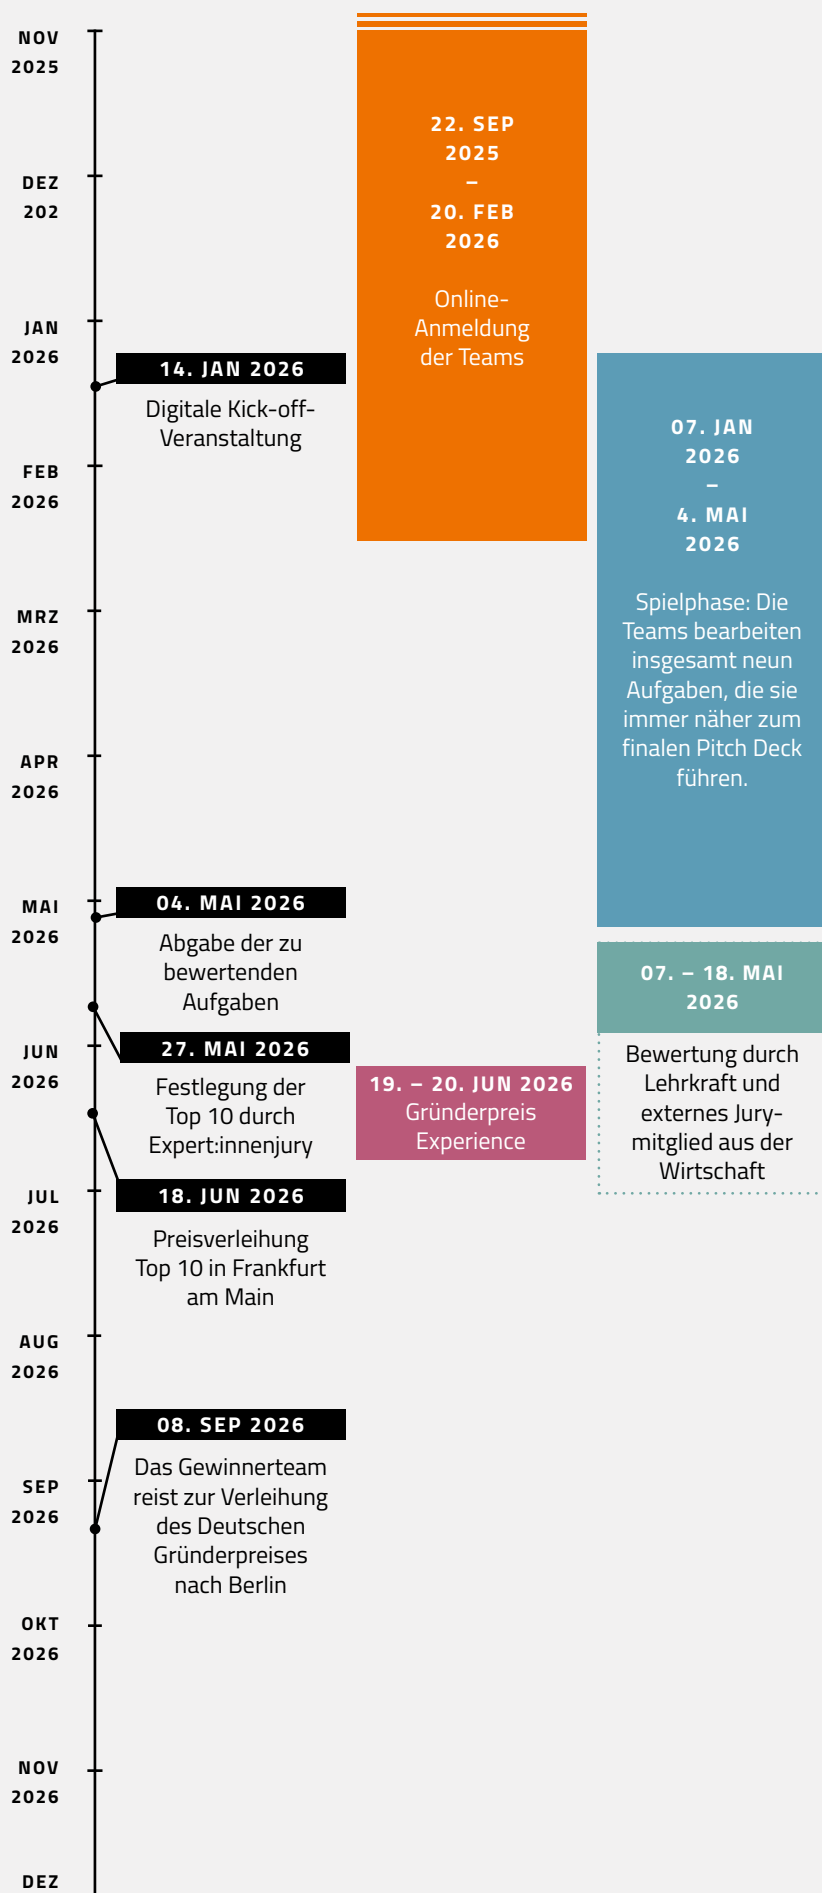 NOV
2025
DEZ
202
JAN
2026
FEB
2026
MRZ
2026
APR
2026
MAI
2026
JUN
2026
JUL
2026
AUG
2026
SEP
2026
OKT
2026
NOV
2026
DEZ
14. JAN 2026
Digitale Kick-off-
Veranstaltung
04. MAI 2026
Abgabe der zu
bewertenden
Aufgaben
27. MAI 2026
Festlegung der
Top 10 durch
Expert:innenjury
18. JUN 2026
Preisverleihung
Top 10 in Frankfurt
am Main
08. SEP 2026
Das Gewinnerteam
reist zur Verleihung
des Deutschen
Gründerpreises
nach Berlin
22. SEP
2025
–
20. FEB
2026
Online-
Anmeldung
der Teams
19. – 20. JUN 2026
Gründerpreis
Experience
07. JAN
2026
–
4. MAI
2026
Spielphase: Die
Teams bearbeiten
insgesamt neun
Aufgaben, die sie
immer näher zum
finalen Pitch Deck
führen.
07. – 18. MAI
2026
Bewertung durch
Lehrkraft und
externes Jury-
mitglied aus der
Wirtschaft